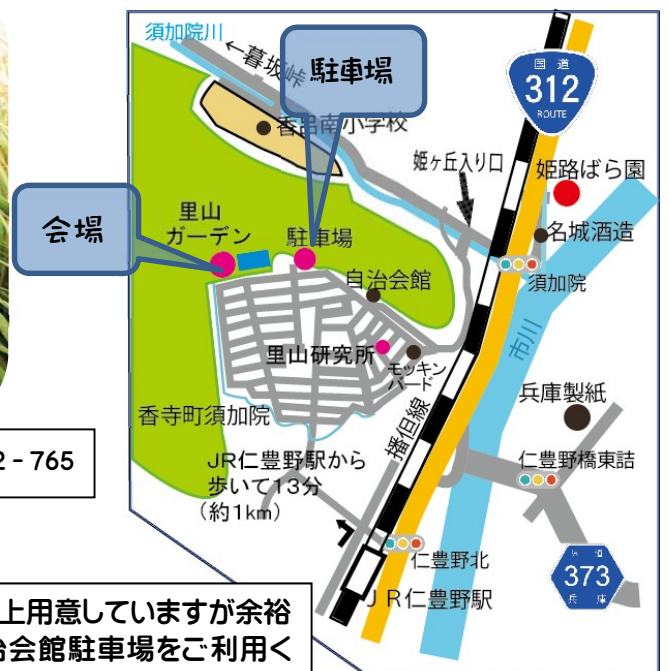 須加院川
←暮坂峠
駐車場
国道
312
ROUTE
香呂南小学校
姫ヶ丘入り口
姫路ばら園
会場
里山
ガーデン
駐車場
名城酒造
自治会館
須加院
里山研究所
モッキン
バード
市川
兵庫製紙
香寺町須加院
播但線
2-765
JR仁豊野駅から
歩いて13分
(約1km)
仁豊野橋東詰
仁豊野北
県道
373
兵庫
JR仁豊野駅
上用意していますが余裕
治会館駐車場をご利用く